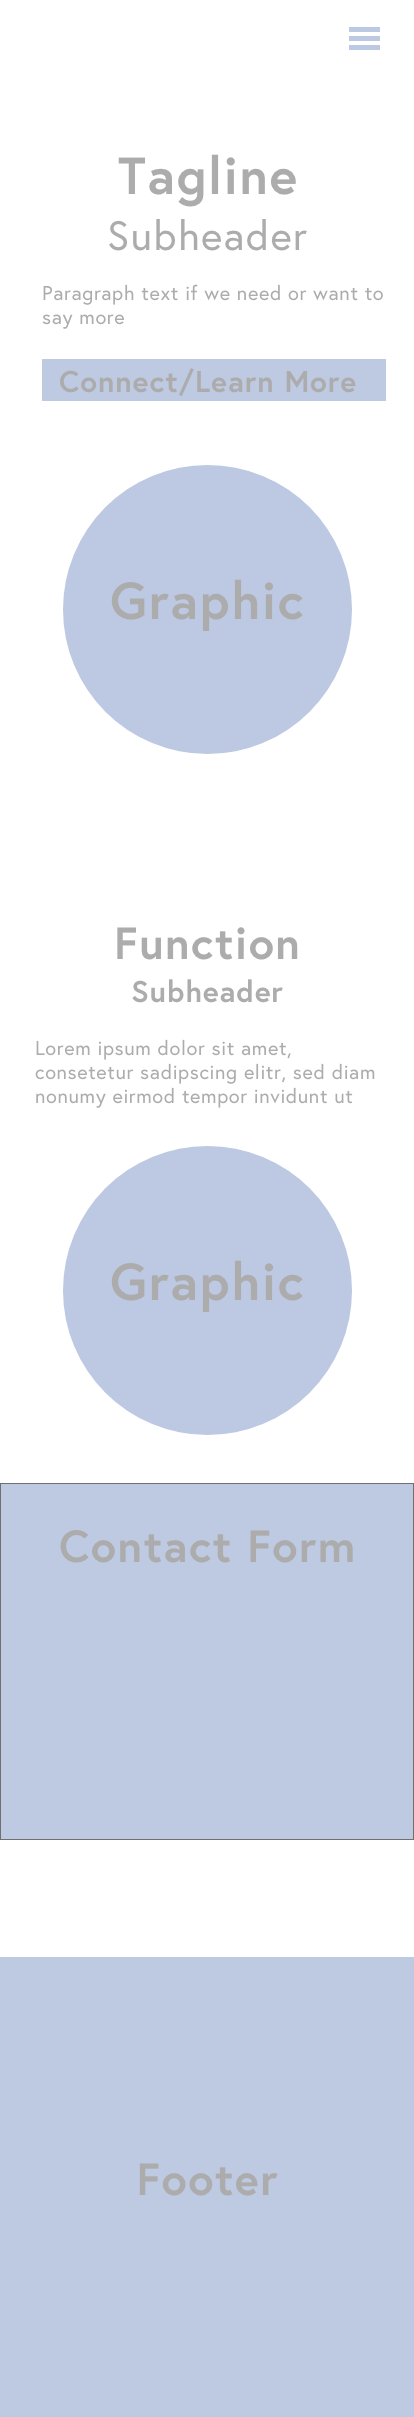 Tagline
Subheader
Paragraph text if we need or want to
say more
Connect/Learn More
Graphic
Function
Subheader
Lorem ipsum dolor sit amet,
consetetur sadipscing elitr, sed diam
nonumy eirmod tempor invidunt ut
Graphic
Contact Form
Footer